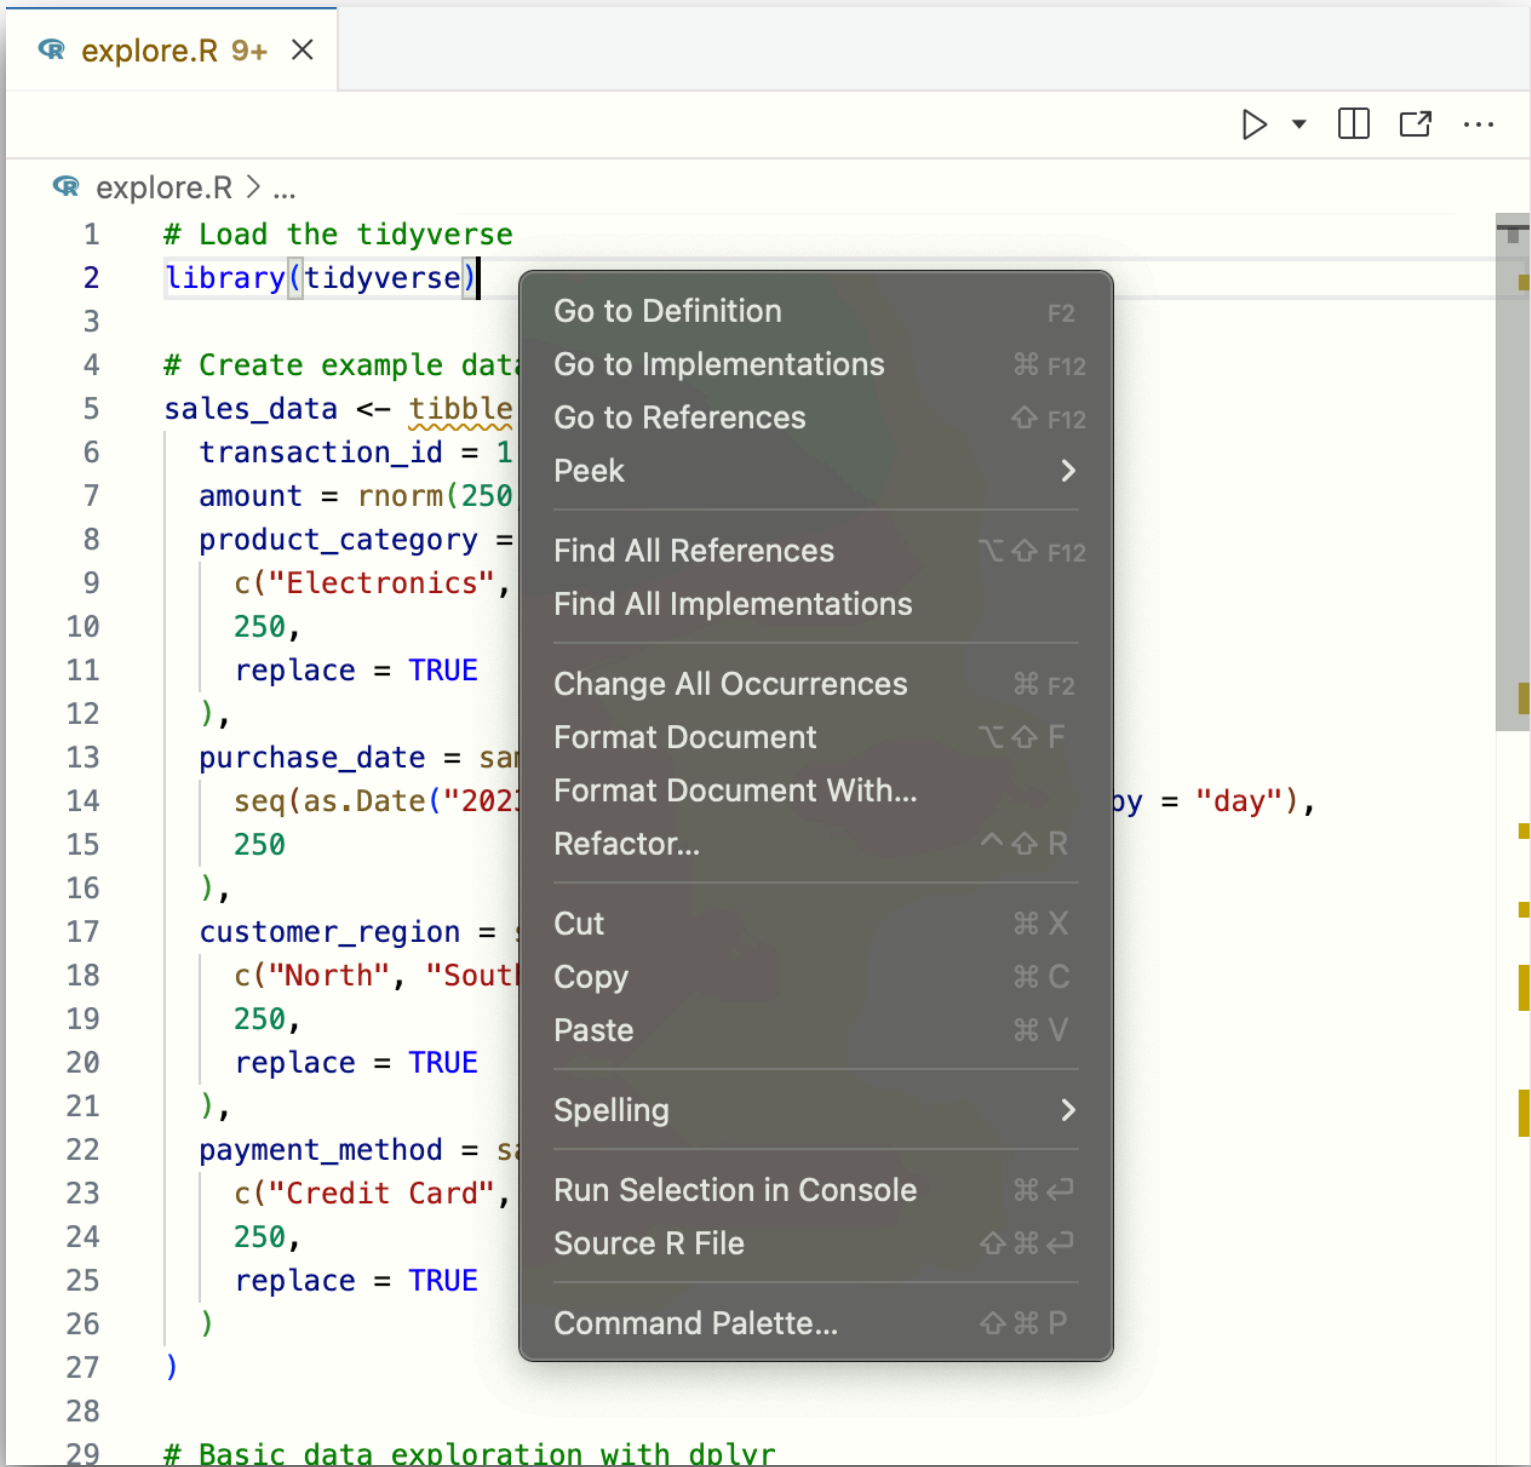 explore.R 9+
explore.R > ...
1 # Load the tidyverse
2 library(tidyverse)
3
4 # Create example data
5 sales_data <- tibble
6 transaction_id = 1
7 amount = rnorm(250
8 product_category =
9 c("Electronics",
10 250,
11 replace = TRUE
12 ),
13 purchase_date =
14 seq(as.Date("202 by = "day"),
15 250
16 ),
17 customer_region =
18 c("North", "South
19 250,
20 replace = TRUE
21 ),
22 payment_method =
23 c("Credit Card",
24 250,
25 replace = TRUE
26 )
27 )
28
29 # Basic data exploration with dplyr
Go to Definition F2
Go to Implementations ⌘ F12
Go to References ⇧ F12
Peek >
Find All References ⌥⇧ F12
Find All Implementations
Change All Occurrences ⌘ F2
Format Document ⌥⇧ F
Format Document With...
Refactor... ^⇧ R
Cut ⌘ X
Copy ⌘ C
Paste ⌘ V
Spelling >
Run Selection in Console ⌘⏎
Source R File ⇧⌘⏎
Command Palette... ⇧⌘ P